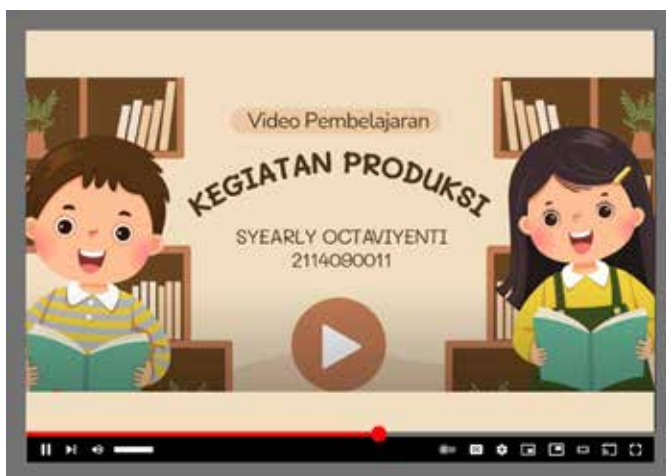 Video Pembelajaran
KEGIATAN PRODUKSI
SYEARLY OCTAVIYENTI
2114090011